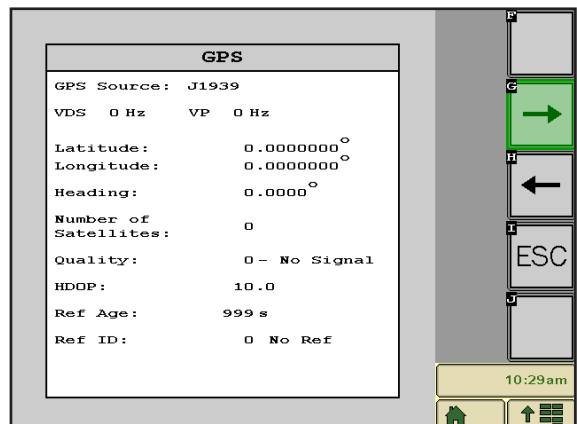 GPS
GPS Source: J1939
VDS 0 Hz VP 0 Hz
Latitude: 0.0000000°
Longitude: 0.0000000°
Heading: 0.0000°
Number of
Satellites: 0
Quality: 0- No Signal
HDOP: 10.0
Ref Age: 999 s
Ref ID: 0 No Ref
F
G
H
I
ESC
J
10:29am